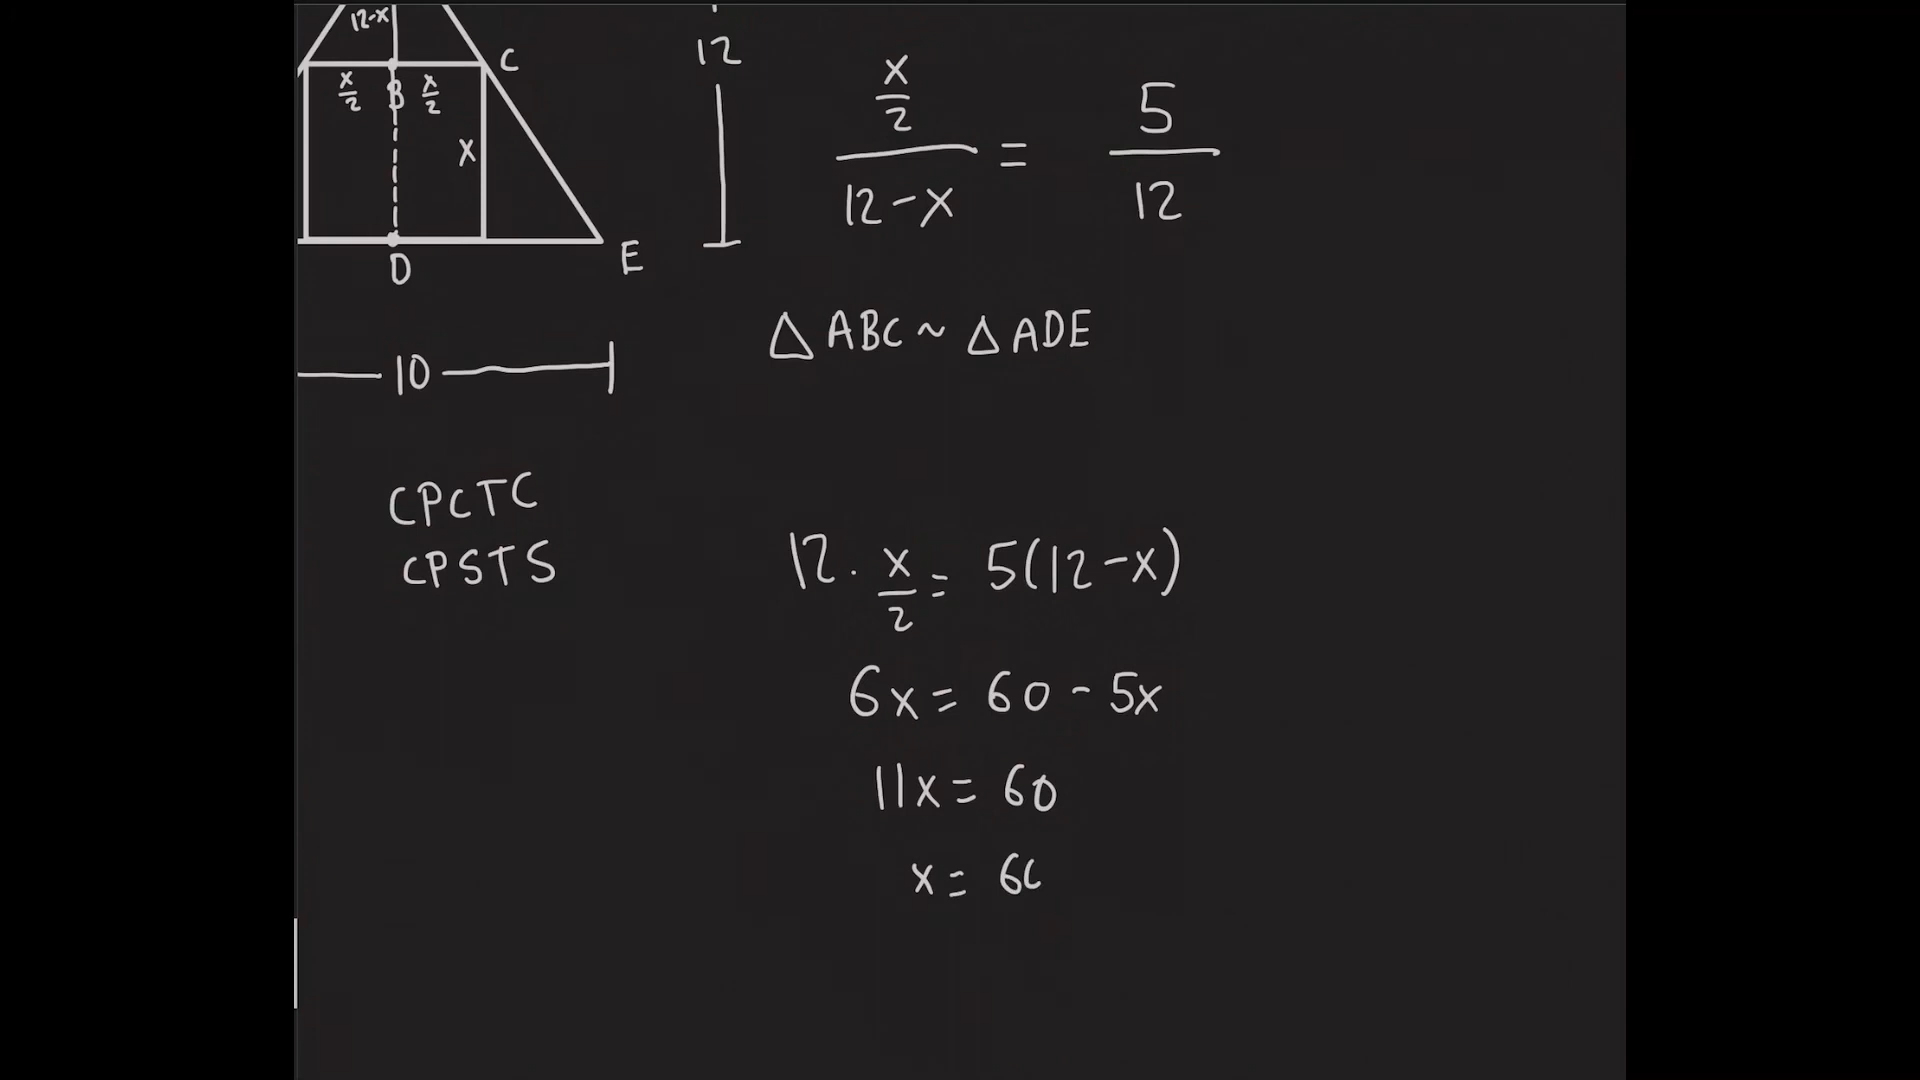 12-x
C
x/2 B x/2
x
D
E
10
12
x/2 / 12-x = 5/12
△ ABC ~ △ ADE
CPCTC
CPSTS
12 · x/2 = 5(12-x)
6x = 60 - 5x
11x = 60
x = 6